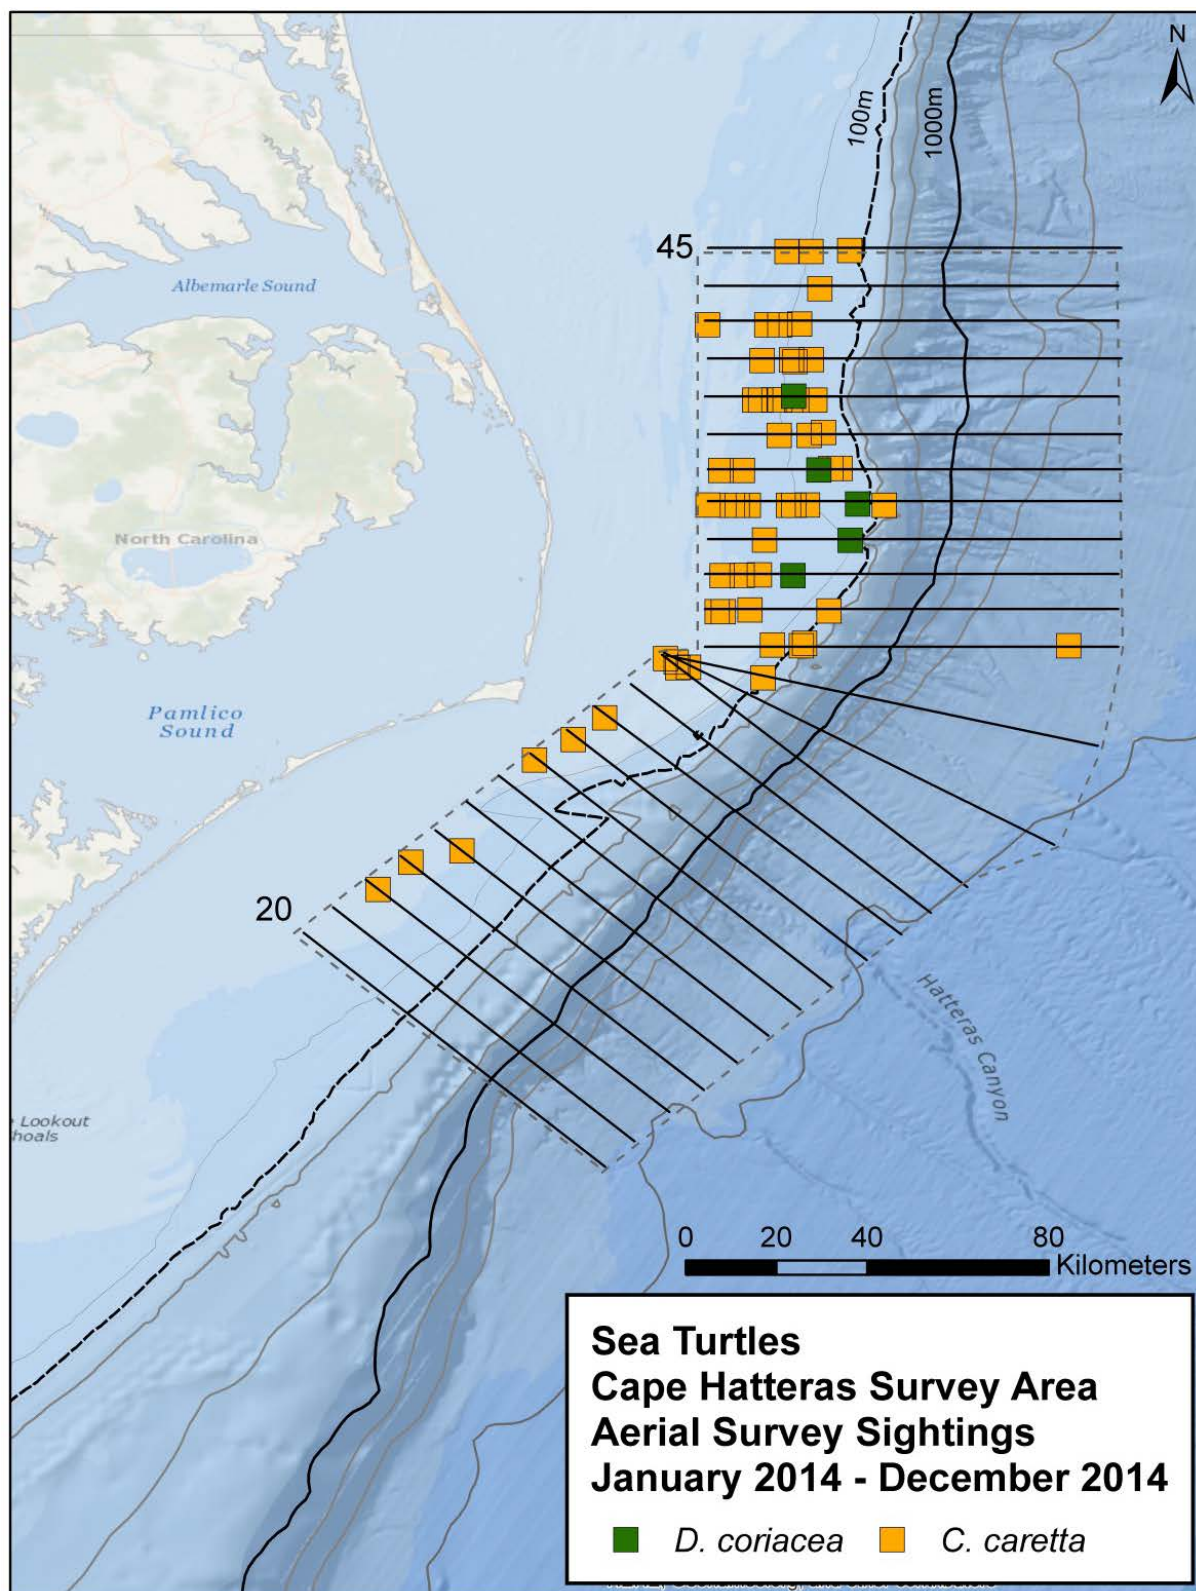 N
100m
1000m
45
Albemarle Sound
North Carolina
Pamlico
Sound
20
Hatteras Canyon
Lookout
0 20 40 80
Kilometers
Sea Turtles
Cape Hatteras Survey Area
Aerial Survey Sightings
January 2014 - December 2014
D. coriacea C. caretta